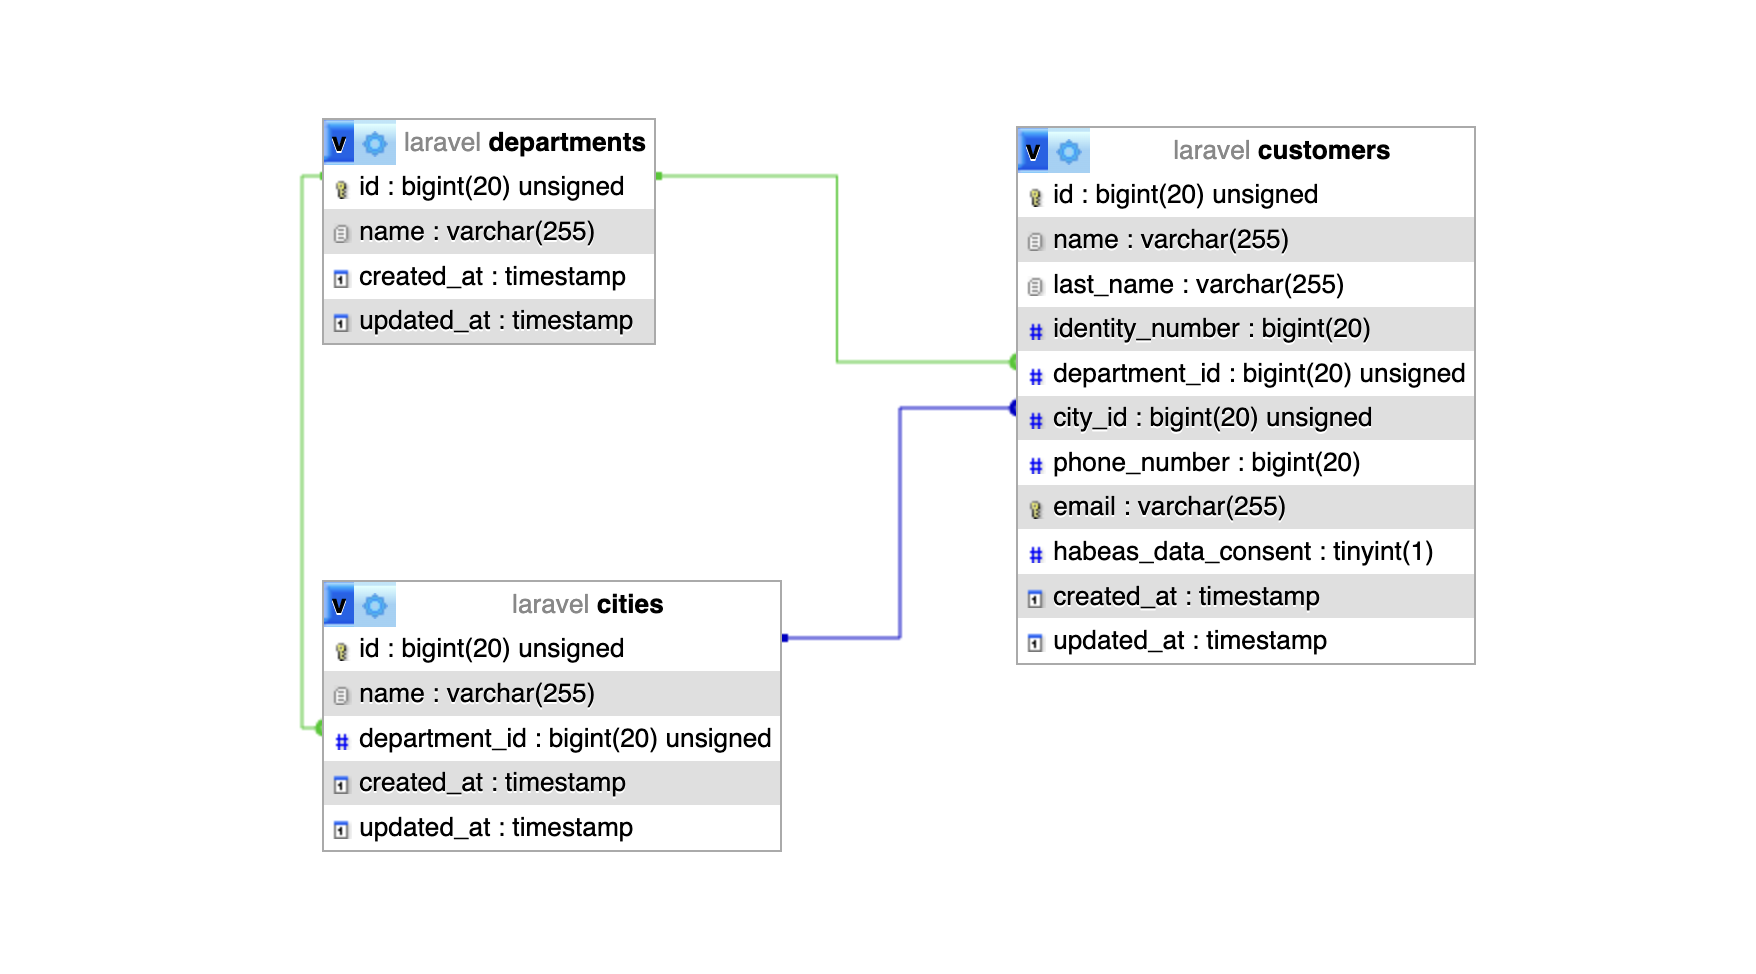 v laravel departments
id : bigint(20) unsigned
name : varchar(255)
created_at : timestamp
updated_at : timestamp
v laravel customers
id : bigint(20) unsigned
name : varchar(255)
last_name : varchar(255)
# identity_number : bigint(20)
# department_id : bigint(20) unsigned
# city_id : bigint(20) unsigned
# phone_number : bigint(20)
email : varchar(255)
# habeas_data_consent : tinyint(1)
created_at : timestamp
updated_at : timestamp
v laravel cities
id : bigint(20) unsigned
name : varchar(255)
# department_id : bigint(20) unsigned
created_at : timestamp
updated_at : timestamp